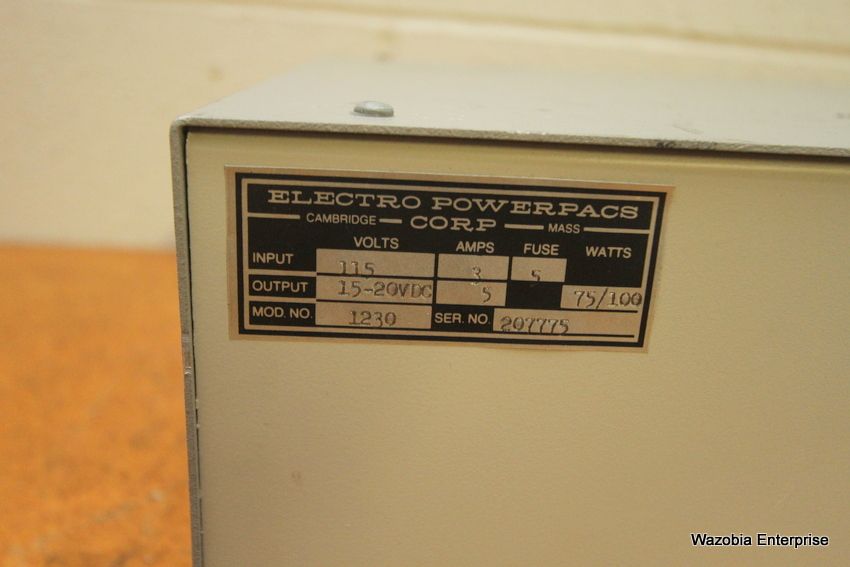 ELECTRO POWERPACS
CAMBRIDGE CORP MASS
VOLTS AMPS FUSE WATTS
INPUT 115 3 5
OUTPUT 15-20VDC 5 75/100
MOD. NO. 1230 SER. NO. 207775
Wazobia Enterprise